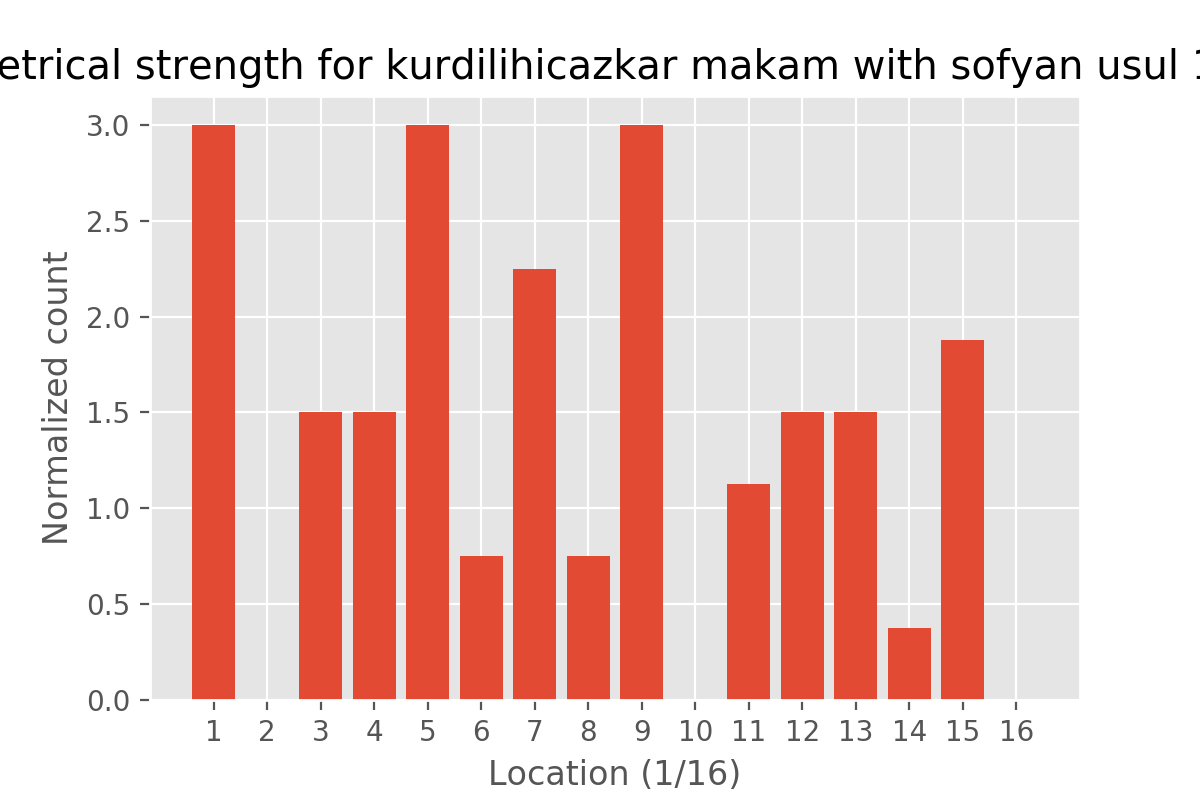 etrical strength for kurdilihicazkar makam with sofyan usul 1
3.0
2.5
2.0
1.5
1.0
0.5
0.0
Normalized count
1 2 3 4 5 6 7 8 9 10 11 12 13 14 15 16
Location (1/16)